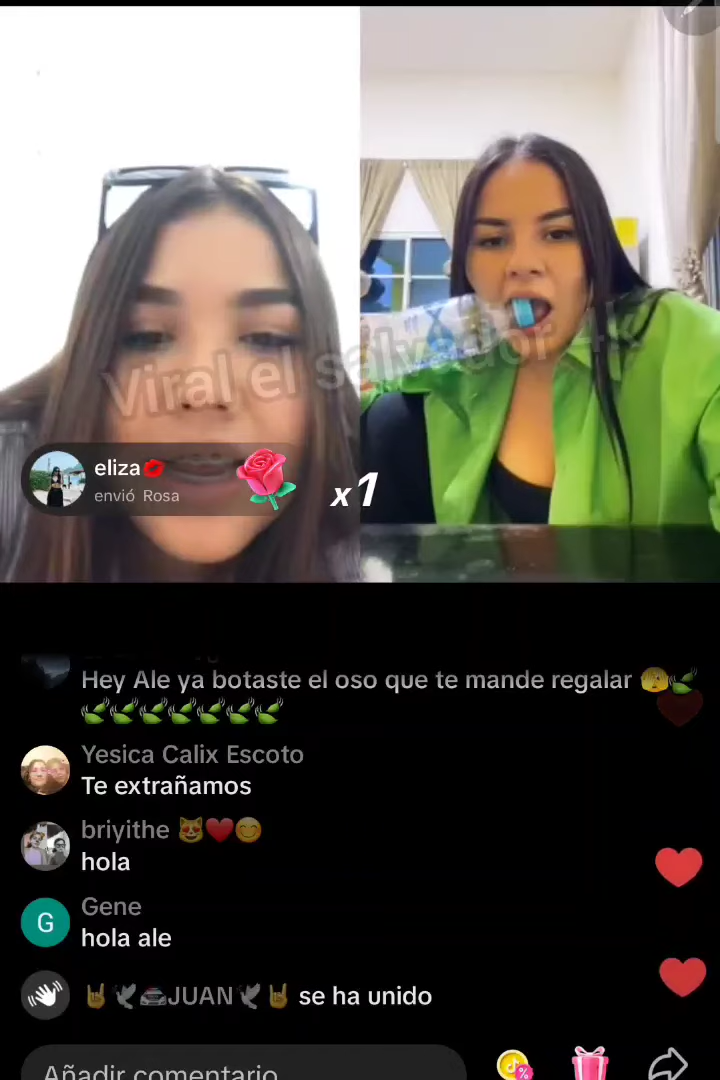 Viral el salvador 4k
eliza💋
envió Rosa
x1
Hey Ale ya botaste el oso que te mande regalar 🫣🍃
🍃🍃🍃🍃🍃🍃🍃
Yesica Calix Escoto
Te extrañamos
briyithe 😻❤️😊
hola
G
Gene
hola ale
🤘🕊️🚔JUAN🕊️🤘 se ha unido
Añadir comentario